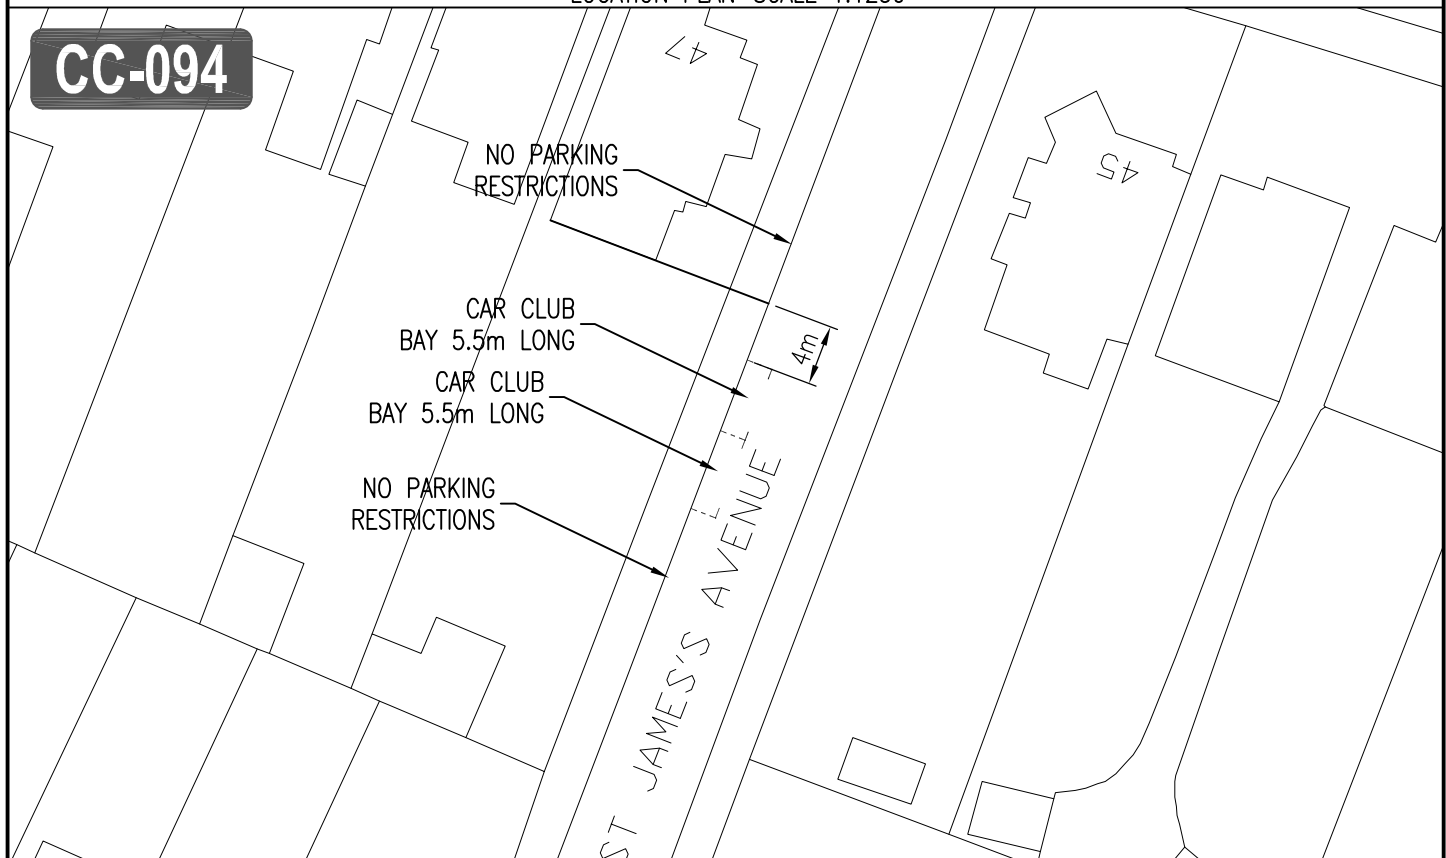 CC-094
47
45
NO PARKING
RESTRICTIONS
CAR CLUB
BAY 5.5m LONG
4m
CAR CLUB
BAY 5.5m LONG
NO PARKING
RESTRICTIONS
ST JAMES'S AVENUE